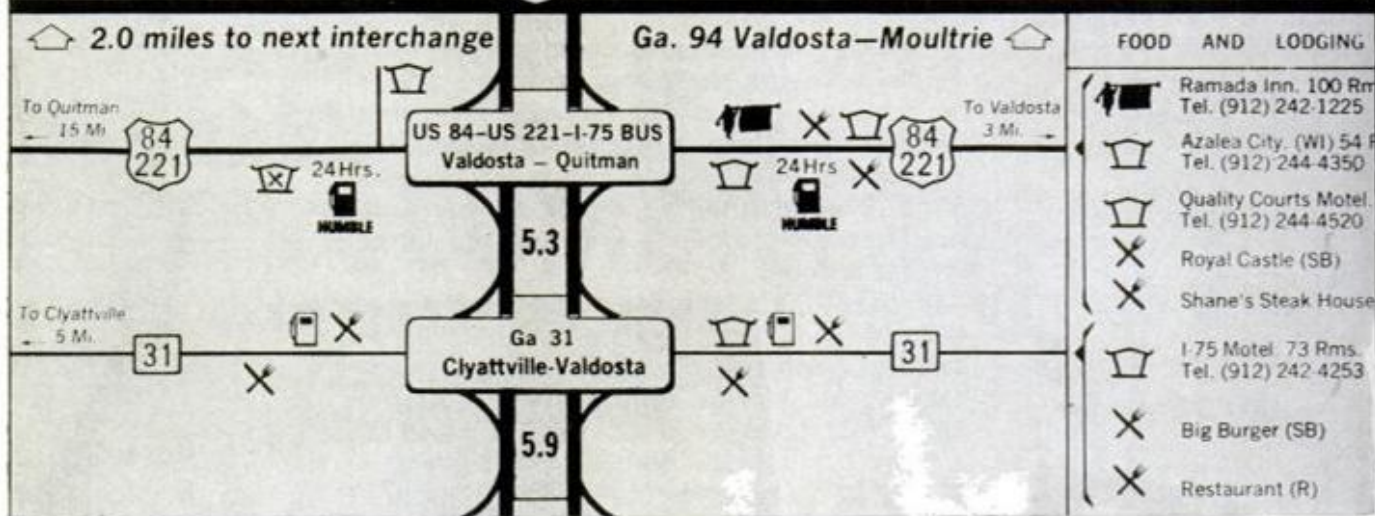 2.0 miles to next interchange
Ga. 94 Valdosta—Moultrie
FOOD AND LODGING
To Quitman
15 Mi.
84
221
US 84–US 221–I-75 BUS
Valdosta – Quitman
To Valdosta
3 Mi.
84
221
24Hrs.
HUMBLE
24Hrs
HUMBLE
5.3
To Clyattville
5 Mi.
31
Ga 31
Clyattville-Valdosta
31
5.9
Ramada Inn. 100 Rm
Tel. (912) 242-1225
Azalea City. (WI) 54
Tel. (912) 244-4350
Quality Courts Motel.
Tel. (912) 244-4520
Royal Castle (SB)
Shane's Steak House
I-75 Motel. 73 Rms.
Tel. (912) 242-4253
Big Burger (SB)
Restaurant (R)